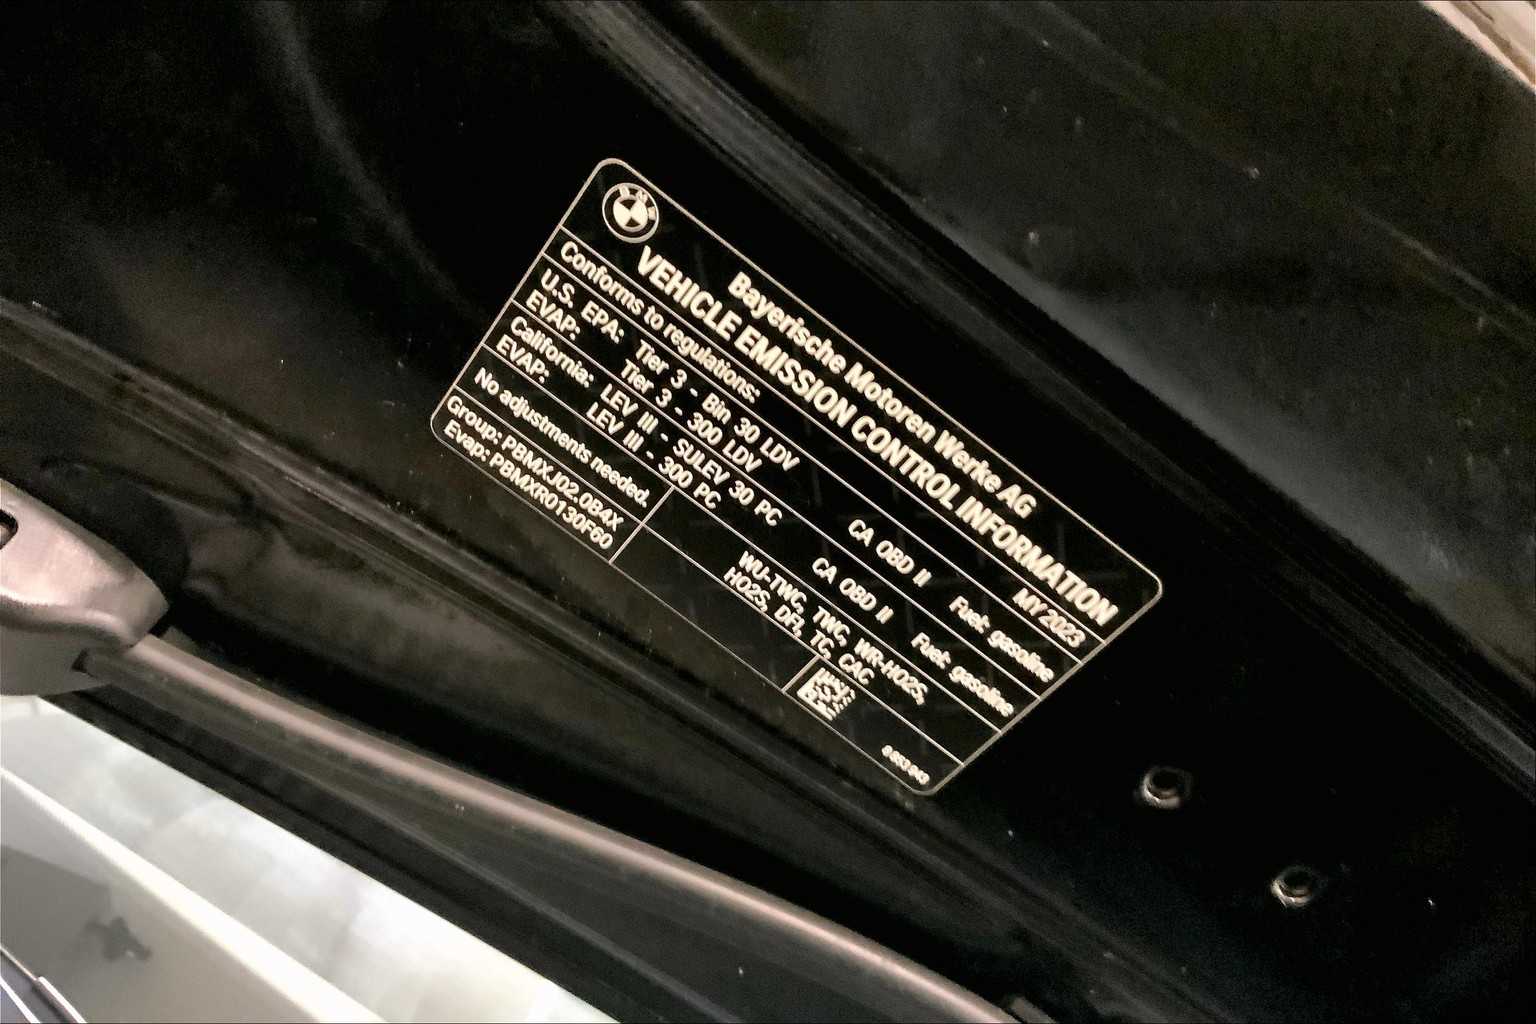 BMW
Bayerische Motoren Werke AG
VEHICLE EMISSION CONTROL INFORMATION
Conforms to regulations: MY 2023
U.S. EPA: Tier 3 - Bin 30 LDV CA OBD II Fuel: gasoline
EVAP: Tier 3 - 300 LDV
California: LEV III - SULEV 30 PC CA OBD II Fuel: gasoline
EVAP: LEV III - 300 PC
No adjustments needed. WU-TWC, TWC, WR-HO2S,
HO2S, DFI, TC, CAC
Group: PBMXJ02.0B4X
Evap: PBMXR0130F60